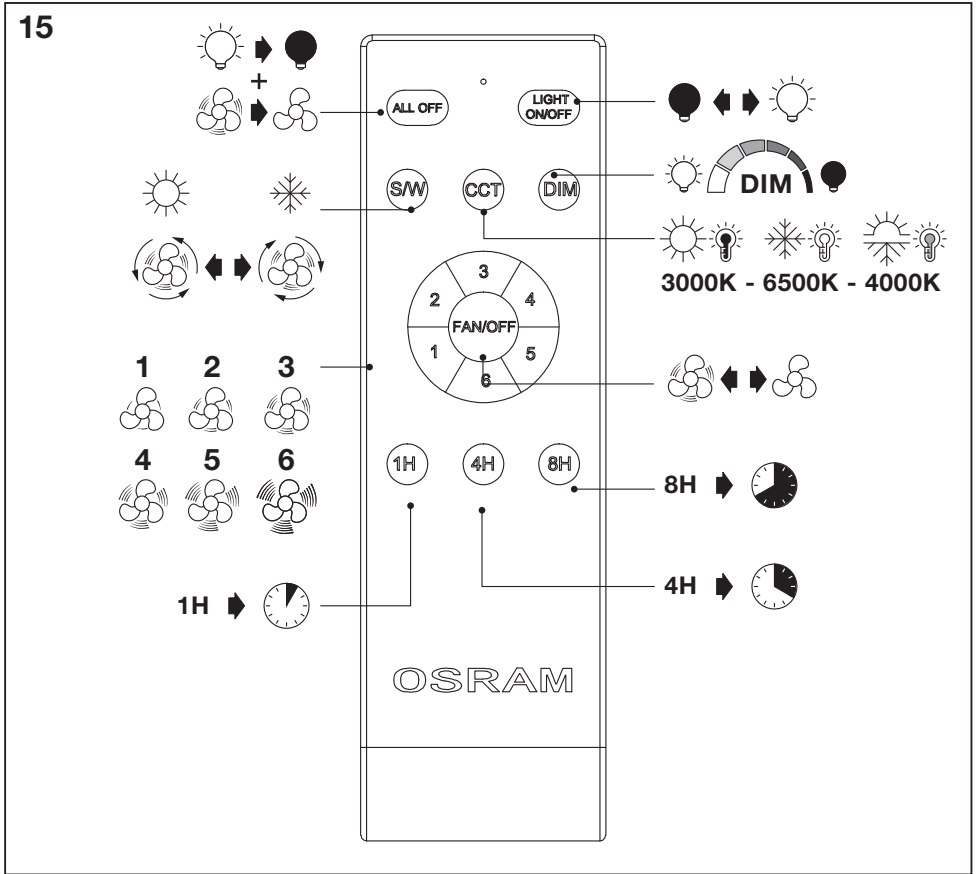 15
+
ALL OFF
LIGHT
ON/OFF
S/W
CCT
DIM
DIM
3000K - 6500K - 4000K
3
2
4
FAN/OFF
1
5
6
1 2 3
4 5 6
1H
4H
8H
8H
4H
1H
OSRAM